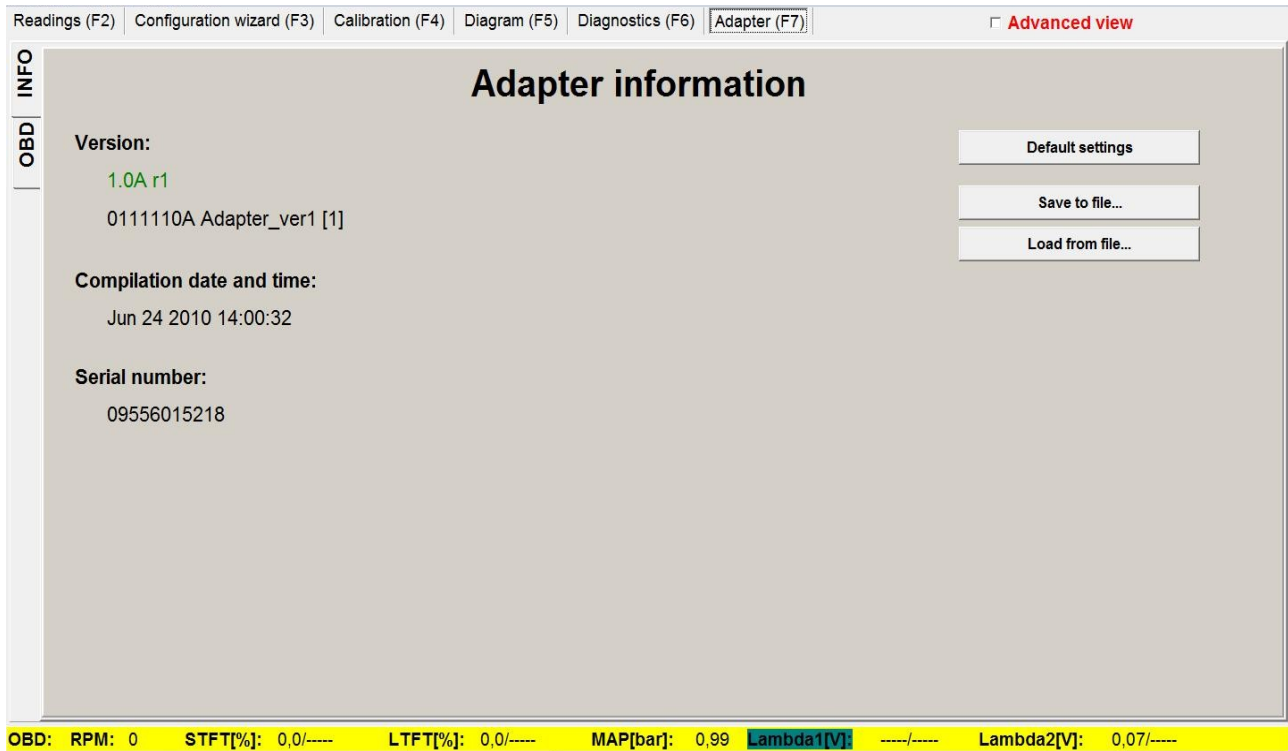 Readings (F2) Configuration wizard (F3) Calibration (F4) Diagram (F5) Diagnostics (F6) Adapter (F7) Advanced view
INFO
OBD
Adapter information
Version:
1.0A r1
0111110A Adapter_ver1 [1]
Compilation date and time:
Jun 24 2010 14:00:32
Serial number:
09556015218
Default settings
Save to file...
Load from file...
OBD: RPM: 0 STFT[%]: 0,0/----- LTFT[%]: 0,0/----- MAP[bar]: 0,99 Lambda1[V]: -----/----- Lambda2[V]: 0,07/-----